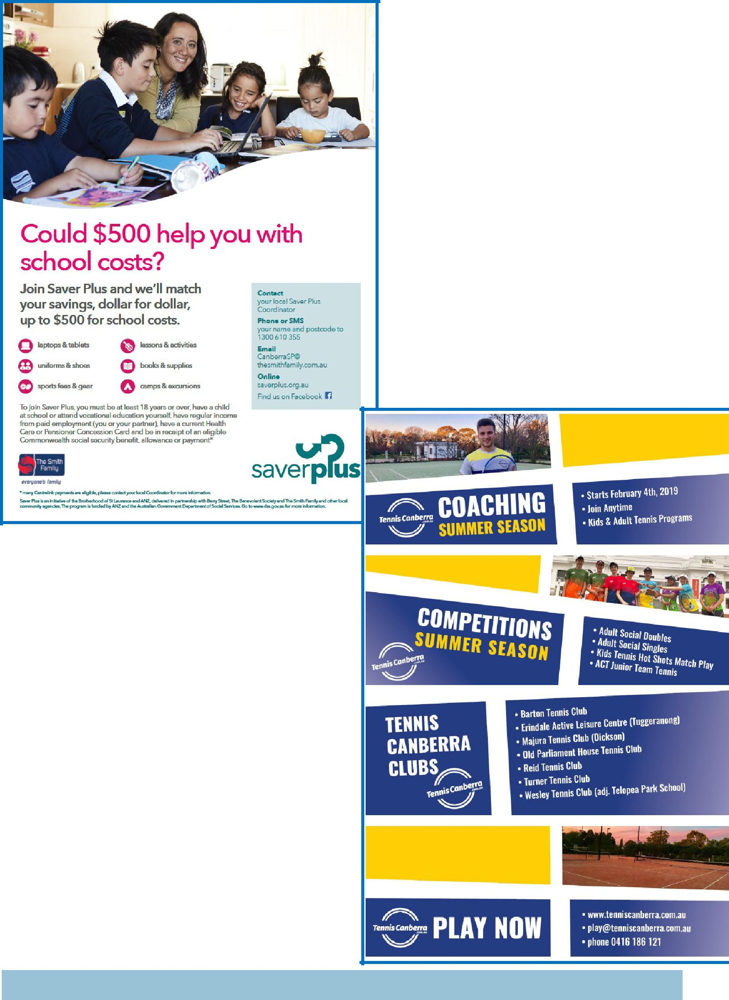 Could $500 help you with
school costs?
Join Saver Plus and we'll match
your savings, dollar for dollar,
up to $500 for school costs.
laptops & tablets
lessons & activities
uniforms & shoes
books & supplies
sports fees & gear
camps & excursions
To join Saver Plus, you must be at least 18 years or over, have a child
at school or attend vocational education yourself, have regular income
from paid employment (you or your partner), have a current Health
Care or Pensioner Concession Card and be in receipt of an eligible
Commonwealth social security benefit, allowance or payment*
Contact
your local Saver Plus
Coordinator
Phone or SMS
your name and postcode to
1300 610 355
Email
CanberraSP@
thesmithfamily.com.au
Online
saverplus.org.au
Find us on Facebook
The Smith
Family
everyone's family
saverplus
* many Centrelink payments are eligible, please contact your local Coordinator for more information.
Saver Plus is an initiative of the Brotherhood of St Laurence and ANZ, delivered in partnership with Berry Street, The Benevolent Society and The Smith Family and other local
community agencies. The program is funded by ANZ and the Australian Government Department of Social Services. Go to www.dss.gov.au for more information.
Tennis Canberra
.com.au
COACHING
SUMMER SEASON
• Starts February 4th, 2019
• Join Anytime
• Kids & Adult Tennis Programs
COMPETITIONS
SUMMER SEASON
Tennis Canberra
.com.au
• Adult Social Doubles
• Adult Social Singles
• Kids Tennis Hot Shots Match Play
• ACT Junior Team Tennis
TENNIS
CANBERRA
CLUBS
Tennis Canberra
.com.au
• Barton Tennis Club
• Erindale Active Leisure Centre (Tuggeranong)
• Majura Tennis Club (Dickson)
• Old Parliament House Tennis Club
• Reid Tennis Club
• Turner Tennis Club
• Wesley Tennis Club (adj. Telopea Park School)
Tennis Canberra
.com.au
PLAY NOW
• www.tenniscanberra.com.au
• play@tenniscanberra.com.au
• phone 0416 186 121